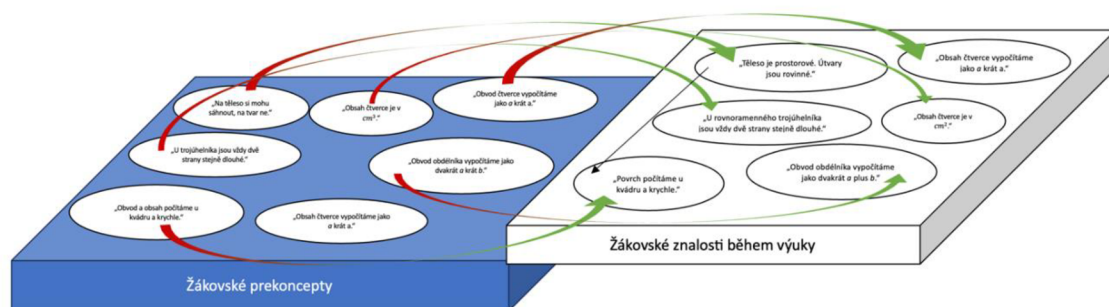 „Na těleso si mohu
sáhnout, na tvar ne.“
„Obsah čtverce je v
cm³.“
„Obvod čtverce vypočítáme
jako a krát a.“
„U trojúhelníka jsou vždy dvě
strany stejně dlouhé.“
„Obvod obdélníka vypočítáme jako
dvakrát a krát b.“
„Obvod a obsah počítáme u
kvádru a krychle.“
„Obsah čtverce vypočítáme jako
a krát a.“
Žákovské prekoncepty
„Těleso je prostorové. Útvary
jsou rovinné.“
„Obsah čtverce vypočítáme
jako a krát a.“
„U rovnoramenného trojúhelníka
jsou vždy dvě strany stejně dlouhé.“
„Obsah čtverce je v
cm².“
„Povrch počítáme u
kvádru a krychle.“
„Obvod obdélníka vypočítáme
jako dvakrát a plus b.“
Žákovské znalosti během výuky